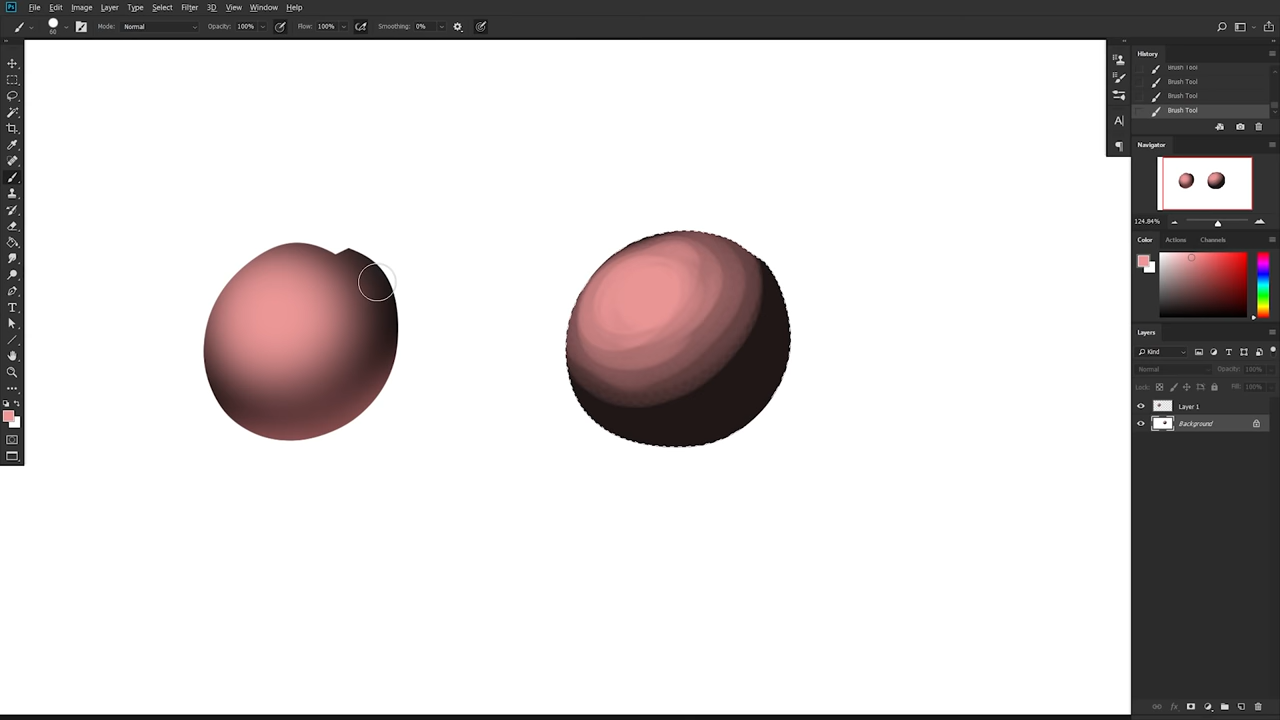 Ps File Edit Image Layer Type Select Filter 3D View Window Help
60 Mode: Normal Opacity: 100% Flow: 100% Smoothing: 0%
History
Brush Tool
Brush Tool
Brush Tool
Brush Tool
Navigator
124.84%
Color Actions Channels
Layers
Kind
Normal Opacity: 100%
Lock: Fill: 100%
Layer 1
Background